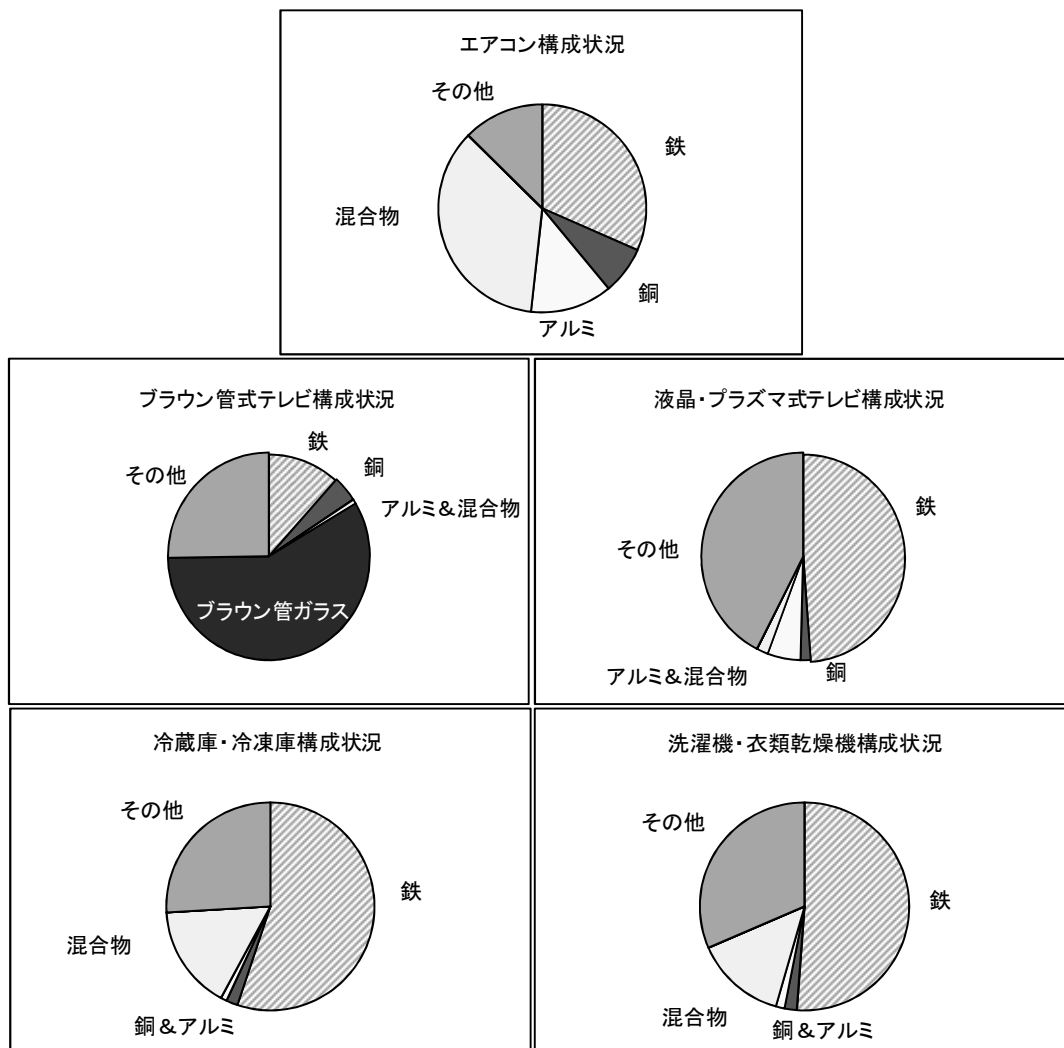 エアコン構成状況
その他
鉄
混合物
銅
アルミ
ブラウン管式テレビ構成状況
鉄
銅
その他
アルミ&混合物
ブラウン管ガラス
液晶・プラズマ式テレビ構成状況
鉄
その他
アルミ&混合物
銅
冷蔵庫・冷凍庫構成状況
その他
鉄
混合物
銅&アルミ
洗濯機・衣類乾燥機構成状況
その他
鉄
混合物
銅&アルミ